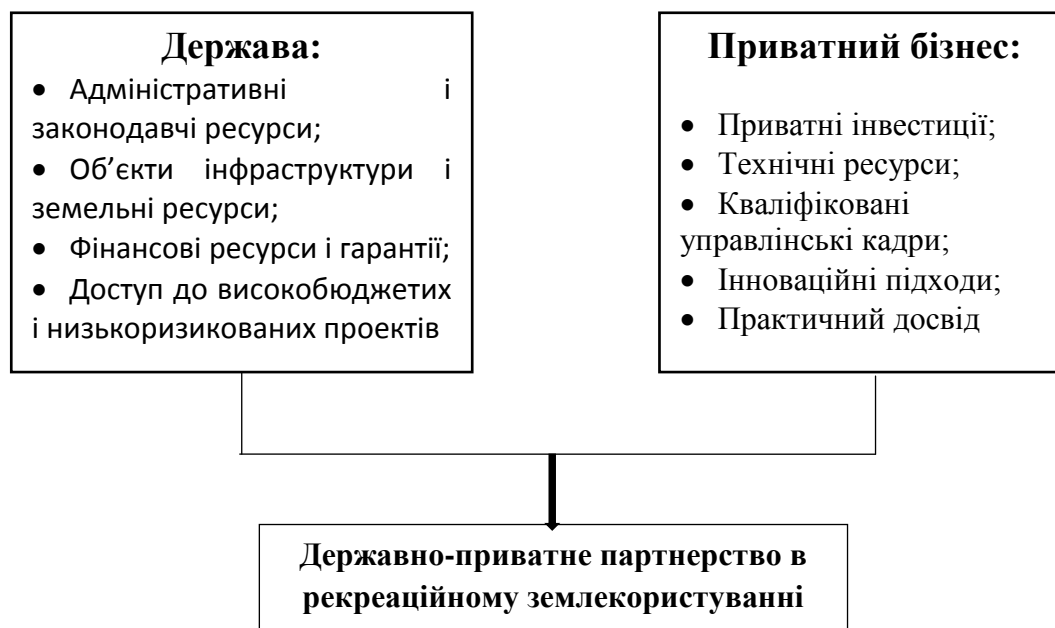 Держава:
• Адміністративні і
законодавчі ресурси;
• Об’єкти інфраструктури і
земельні ресурси;
• Фінансові ресурси і гарантії;
• Доступ до високобюджетих
і низькоризикованих проектів
Приватний бізнес:
• Приватні інвестиції;
• Технічні ресурси;
• Кваліфіковані
управлінські кадри;
• Інноваційні підходи;
• Практичний досвід
Державно-приватне партнерство в
рекреаційному землекористуванні